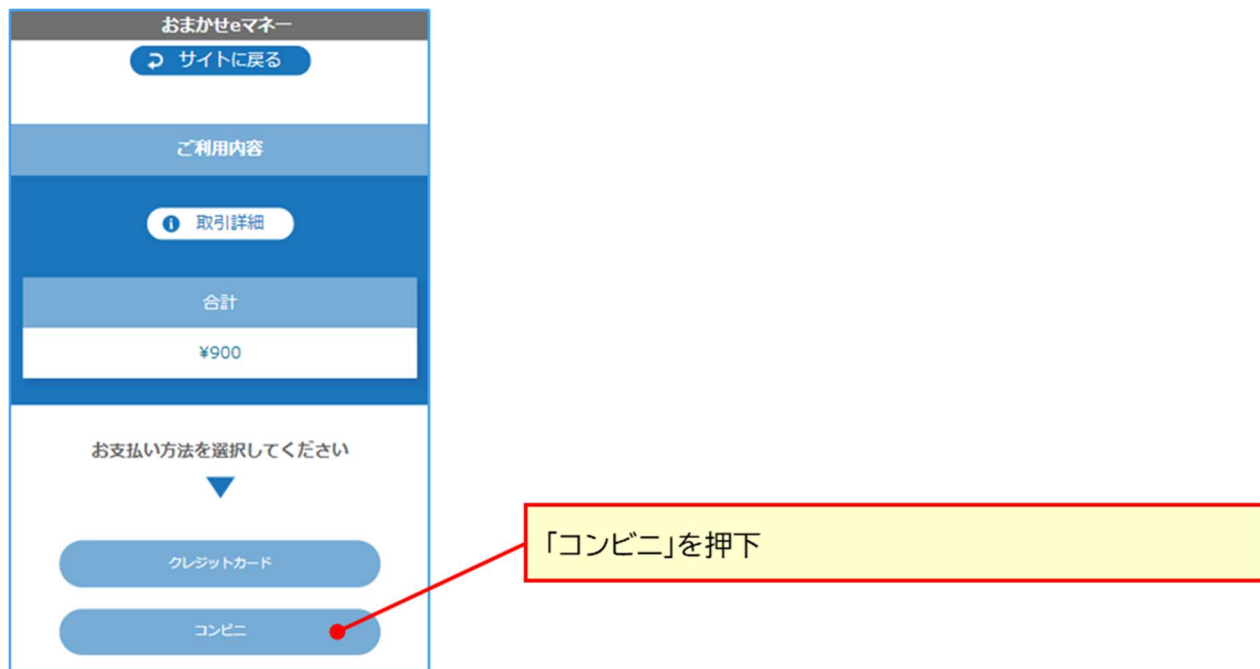 おまかせeマネー
サイトに戻る
ご利用内容
取引詳細
合計
¥900
お支払い方法を選択してください
クレジットカード
コンビニ
「コンビニ」を押下